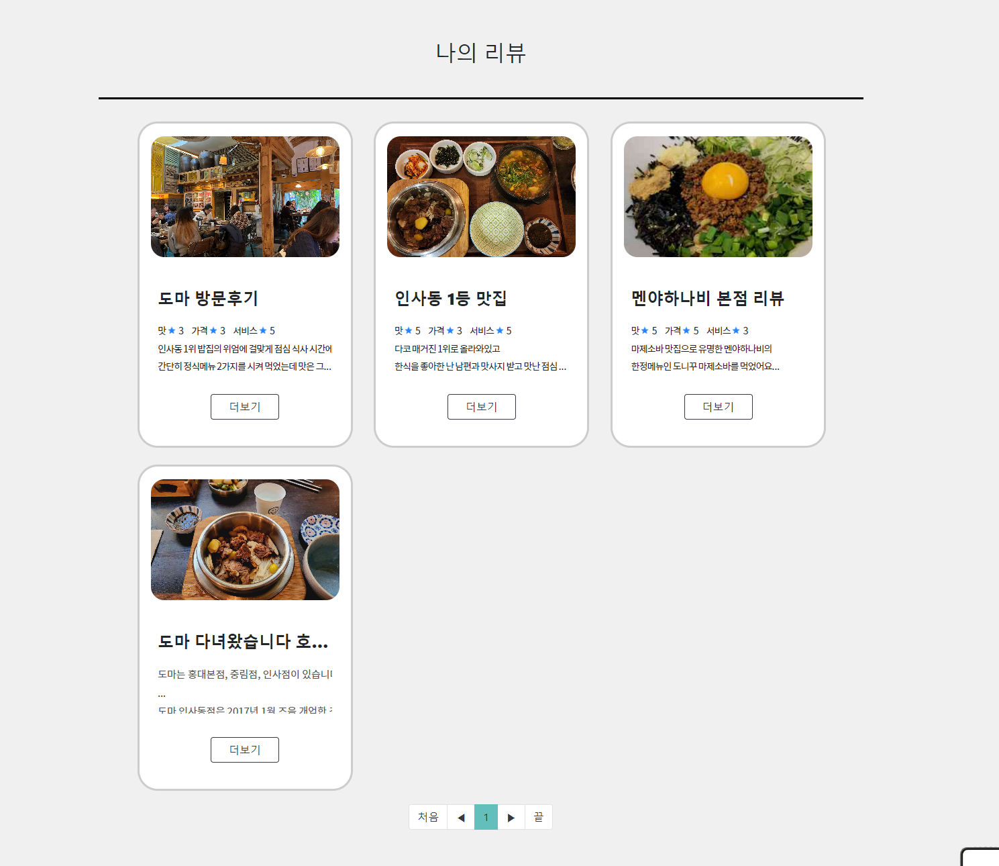 나의 리뷰
도마 방문후기
맛★ 3 가격★ 3 서비스★ 5
인사동 1위 밥집의 위엄에 걸맞게 점심 식사 시간에
간단히 정식메뉴 2가지를 시켜 먹었는데 맛은 그...
더보기
인사동 1등 맛집
맛★ 5 가격★ 3 서비스★ 5
다코 매거진 1위로 올라와있고
한식을 좋아한 난 남편과 맛사지 받고 맛난 점심 ...
더보기
멘야하나비 본점 리뷰
맛★ 5 가격★ 5 서비스★ 3
마제소바 맛집으로 유명한 멘야하나비의
한정메뉴인 도니꾸 마제소바를 먹었어요...
더보기
도마 다녀왔습니다 호...
도마는 홍대본점, 중림점, 인사점이 있습니다
...
도마 인사동점은 2017년 1월 즈음 개업한
더보기
처음 ◀ 1 ▶ 끝